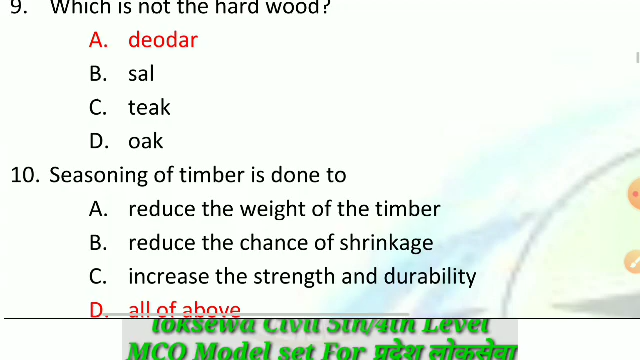 9. Which is not the hard wood?
A. deodar
B. sal
C. teak
D. oak
10. Seasoning of timber is done to
A. reduce the weight of the timber
B. reduce the chance of shrinkage
C. increase the strength and durability
D. all of above
loksewa Civil 5th/4th Level
MCQ Model set For प्रदेश लोकसेवा